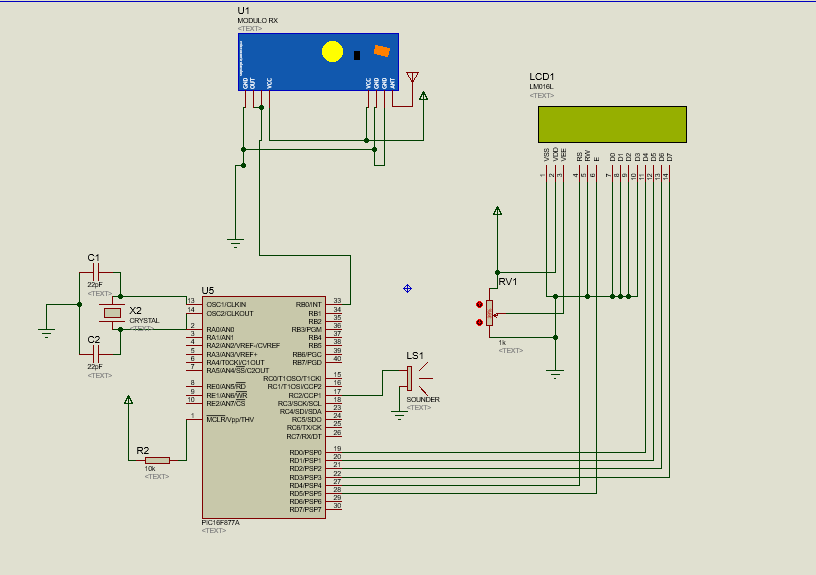 U1
MODULO RX
<TEXT>
GND
OUT
VCC
VCC
GND
GND
ANT
LCD1
LM016L
<TEXT>
VSS
VDD
VEE
RS
RW
E
D0
D1
D2
D3
D4
D5
D6
D7
1
2
3
4
5
6
7
8
9
10
11
12
13
14
C1
22pF
<TEXT>
X2
CRYSTAL
<TEXT>
C2
22pF
<TEXT>
R2
10k
<TEXT>
U5
13 OSC1/CLKIN RB0/INT 33
14 OSC2/CLKOUT RB1 34
RB2 35
2 RA0/AN0 RB3/PGM 36
3 RA1/AN1 RB4 37
4 RA2/AN2/VREF-/CVREF RB5 38
5 RA3/AN3/VREF+ RB6/PGC 39
6 RA4/T0CKI/C1OUT RB7/PGD 40
7 RA5/AN4/SS/C2OUT
RC0/T1OSO/T1CKI 15
8 RE0/AN5/RD RC1/T1OSI/CCP2 16
9 RE1/AN6/WR RC2/CCP1 17
10 RE2/AN7/CS RC3/SCK/SCL 18
RC4/SDI/SDA 23
1 MCLR/Vpp/THV RC5/SDO 24
RC6/TX/CK 25
RC7/RX/DT 26
RD0/PSP0 19
RD1/PSP1 20
RD2/PSP2 21
RD3/PSP3 22
RD4/PSP4 27
RD5/PSP5 28
RD6/PSP6 29
RD7/PSP7 30
PIC16F877A
<TEXT>
LS1
SOUNDER
<TEXT>
RV1
1k
<TEXT>